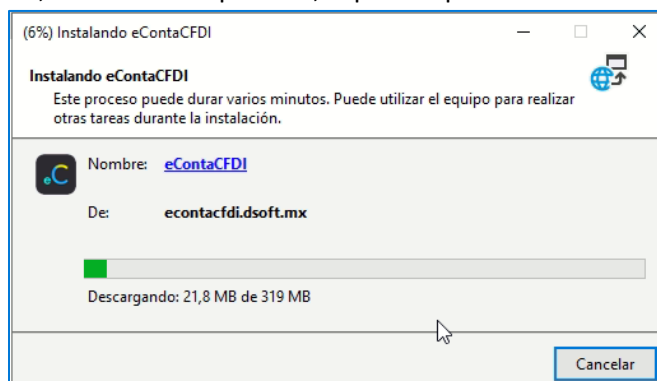 (6%) Instalando eContaCFDI
Instalando eContaCFDI
Este proceso puede durar varios minutos. Puede utilizar el equipo para realizar
otras tareas durante la instalación.
eC
Nombre: eContaCFDI
De: econtacfdi.dsoft.mx
Descargando: 21,8 MB de 319 MB
Cancelar